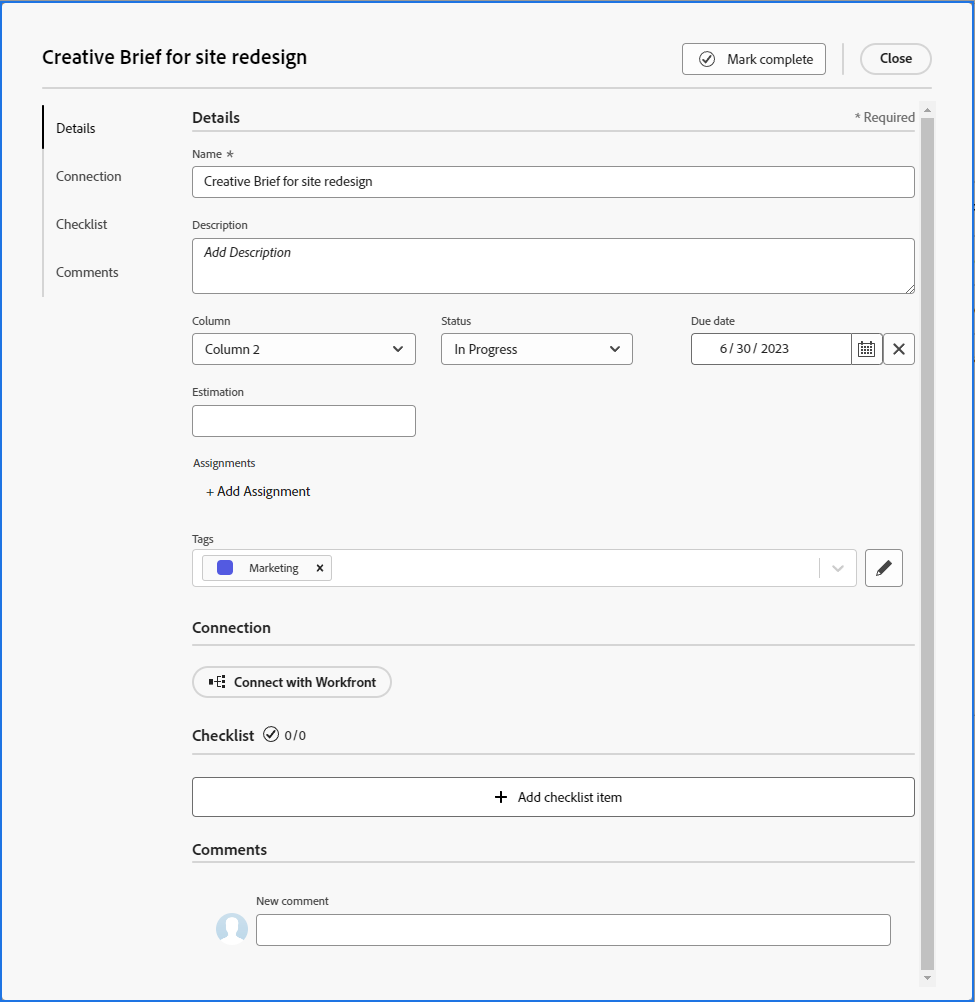 Creative Brief for site redesign
Mark complete
Close
Details
Connection
Checklist
Comments
Details
* Required
Name *
Creative Brief for site redesign
Description
Add Description
Column
Status
Due date
Column 2
In Progress
6 / 30 / 2023
Estimation
Assignments
+ Add Assignment
Tags
Marketing
Connection
Connect with Workfront
Checklist 0/0
Add checklist item
Comments
New comment